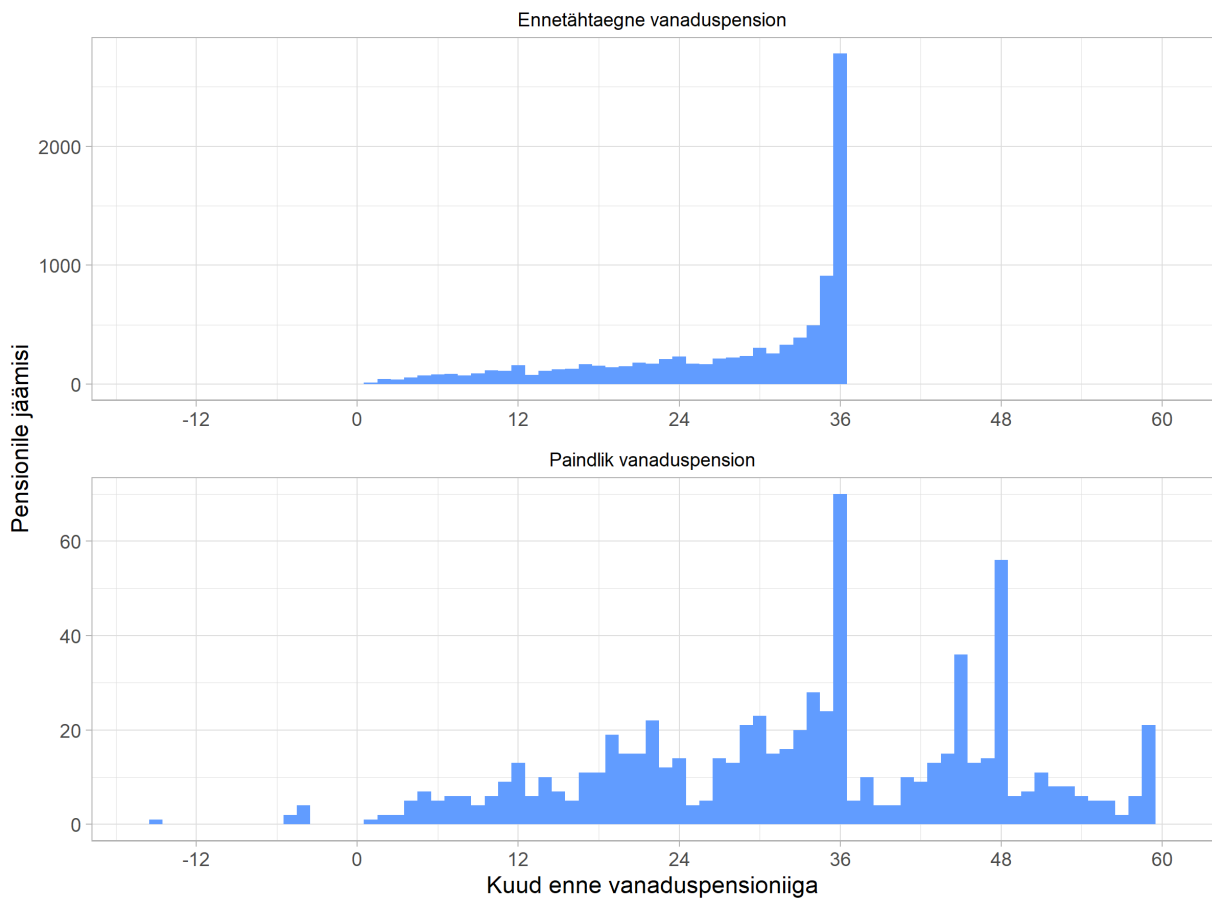 Ennetähtaegne vanaduspension
2000
1000
0
-12 0 12 24 36 48 60
Pensionile jäämisi
Paindlik vanaduspension
60
40
20
0
-12 0 12 24 36 48 60
Kuud enne vanaduspensioniiga